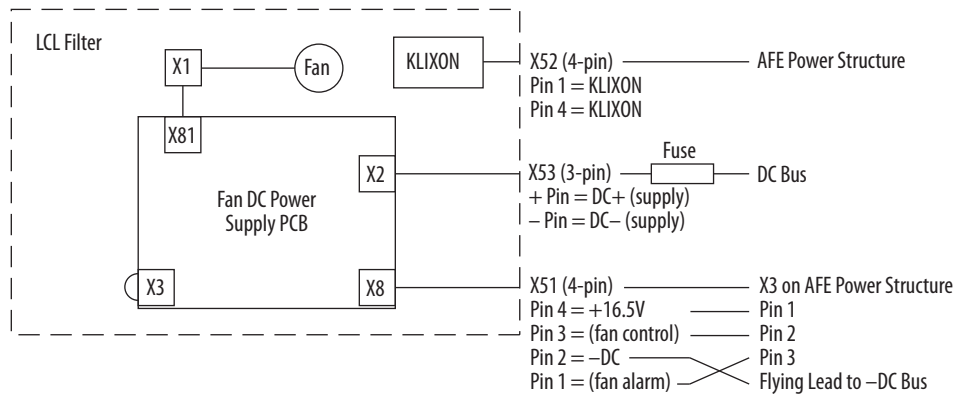 LCL Filter
X1
Fan
KLIXON
X52 (4-pin)
AFE Power Structure
Pin 1 = KLIXON
Pin 4 = KLIXON
X81
X2
Fan DC Power
Supply PCB
X53 (3-pin)
Fuse
DC Bus
+ Pin = DC+ (supply)
– Pin = DC– (supply)
X3
X8
X51 (4-pin)
X3 on AFE Power Structure
Pin 4 = +16.5V
Pin 1
Pin 3 = (fan control)
Pin 2
Pin 2 = –DC
Pin 3
Pin 1 = (fan alarm)
Flying Lead to –DC Bus